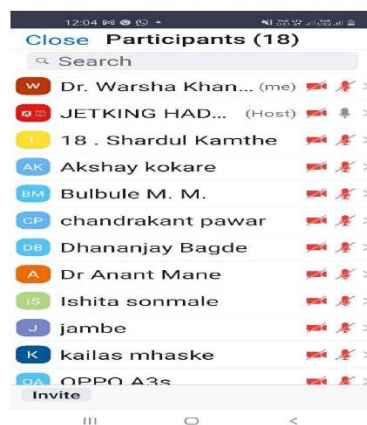 12:04
Close Participants (18)
Search
W Dr. Warsha Khan... (me)
JETKING HAD... (Host)
1 18 . Shardul Kamthe
AK Akshay kokare
BM Bulbule M. M.
CP chandrakant pawar
DB Dhananjay Bagde
A Dr Anant Mane
IS Ishita sonmale
J jambe
K kailas mhaske
OA OPPO A3s
Invite